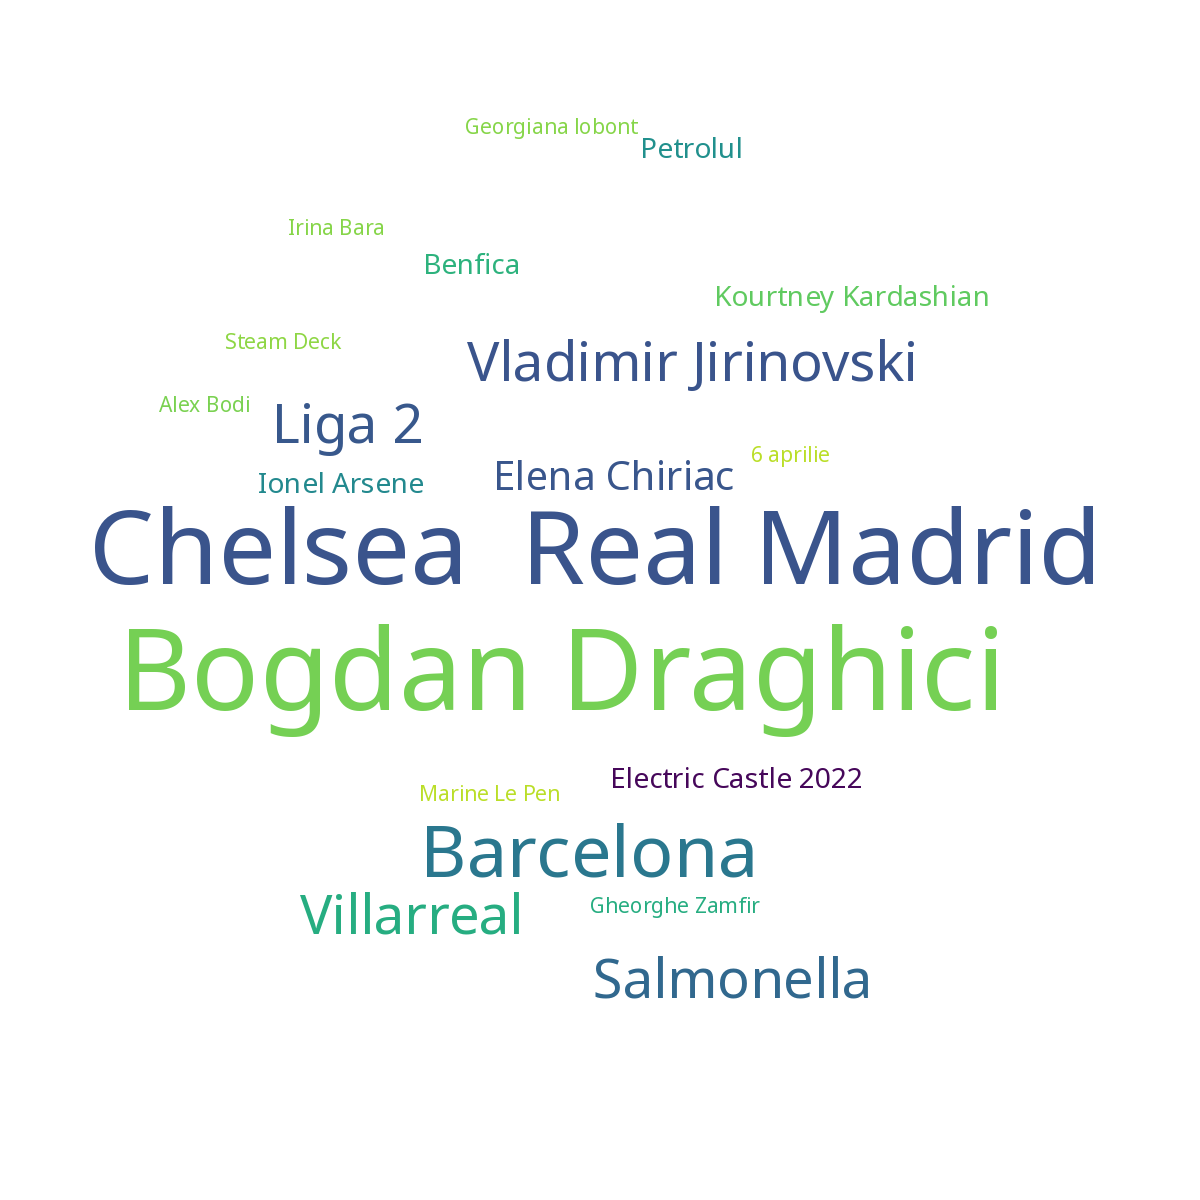 Georgiana lobont
Petrolul
Irina Bara
Benfica
Kourtney Kardashian
Steam Deck
Vladimir Jirinovski
Alex Bodi
Liga 2
6 aprilie
Elena Chiriac
Ionel Arsene
Chelsea Real Madrid
Bogdan Draghici
Electric Castle 2022
Marine Le Pen
Barcelona
Villarreal
Gheorghe Zamfir
Salmonella